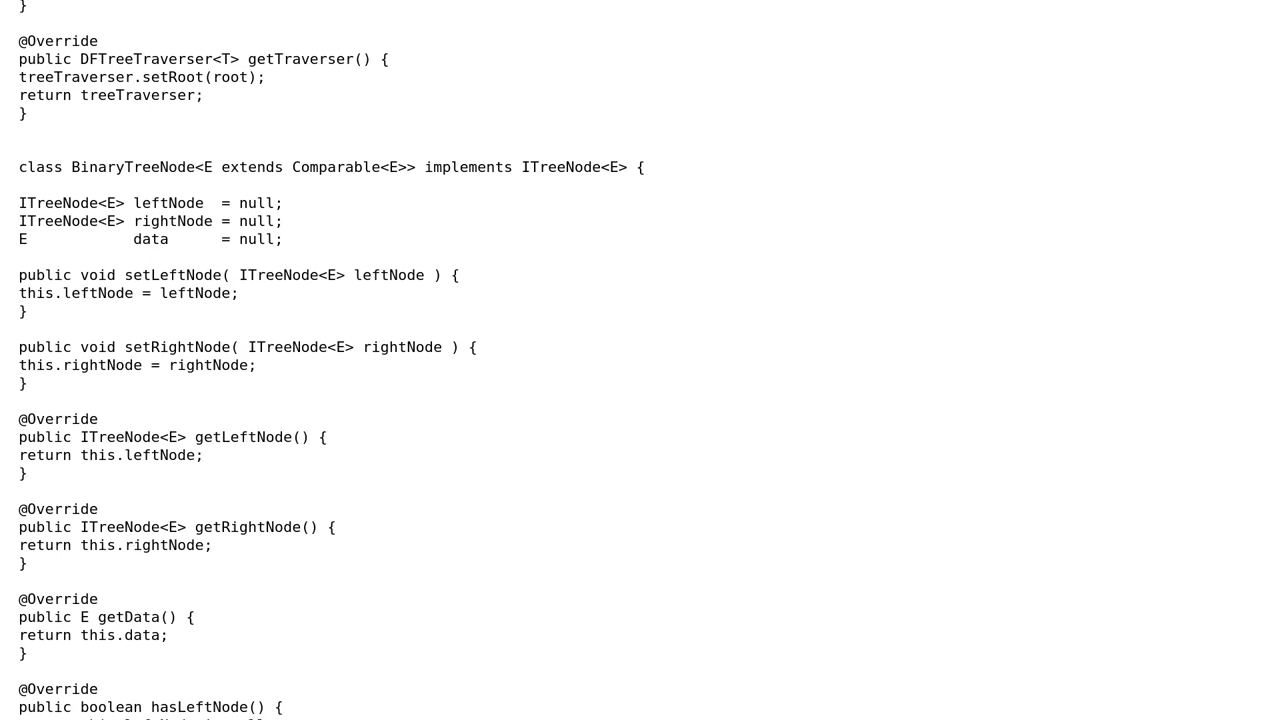 }
@Override
public DFTreeTraverser<T> getTraverser() {
treeTraverser.setRoot(root);
return treeTraverser;
}
class BinaryTreeNode<E extends Comparable<E>> implements ITreeNode<E> {
ITreeNode<E> leftNode  = null;
ITreeNode<E> rightNode = null;
E            data      = null;
public void setLeftNode( ITreeNode<E> leftNode ) {
this.leftNode = leftNode;
}
public void setRightNode( ITreeNode<E> rightNode ) {
this.rightNode = rightNode;
}
@Override
public ITreeNode<E> getLeftNode() {
return this.leftNode;
}
@Override
public ITreeNode<E> getRightNode() {
return this.rightNode;
}
@Override
public E getData() {
return this.data;
}
@Override
public boolean hasLeftNode() {